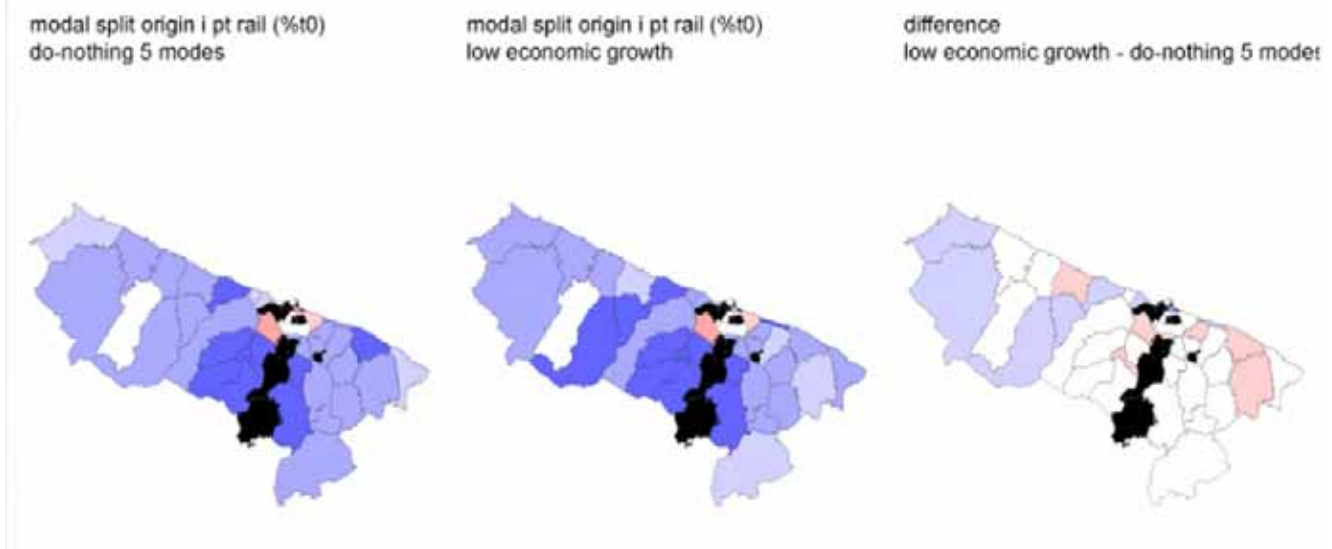 modal split origin i pt rail (%t0)
do-nothing 5 modes
modal split origin i pt rail (%t0)
low economic growth
difference
low economic growth - do-nothing 5 modes